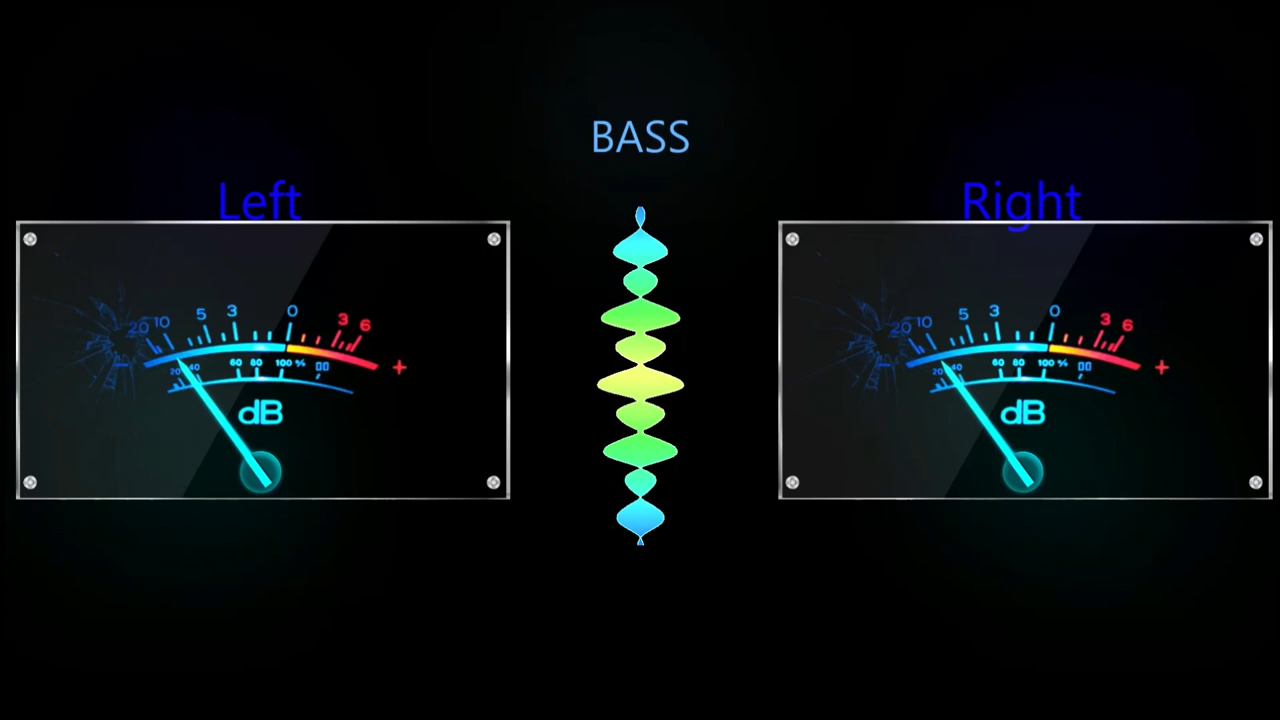 BASS
Left
Right
20 10 5 3 0 3 6
- +
20 40 60 80 100 %
dB
20 10 5 3 0 3 6
- +
20 40 60 80 100 %
dB